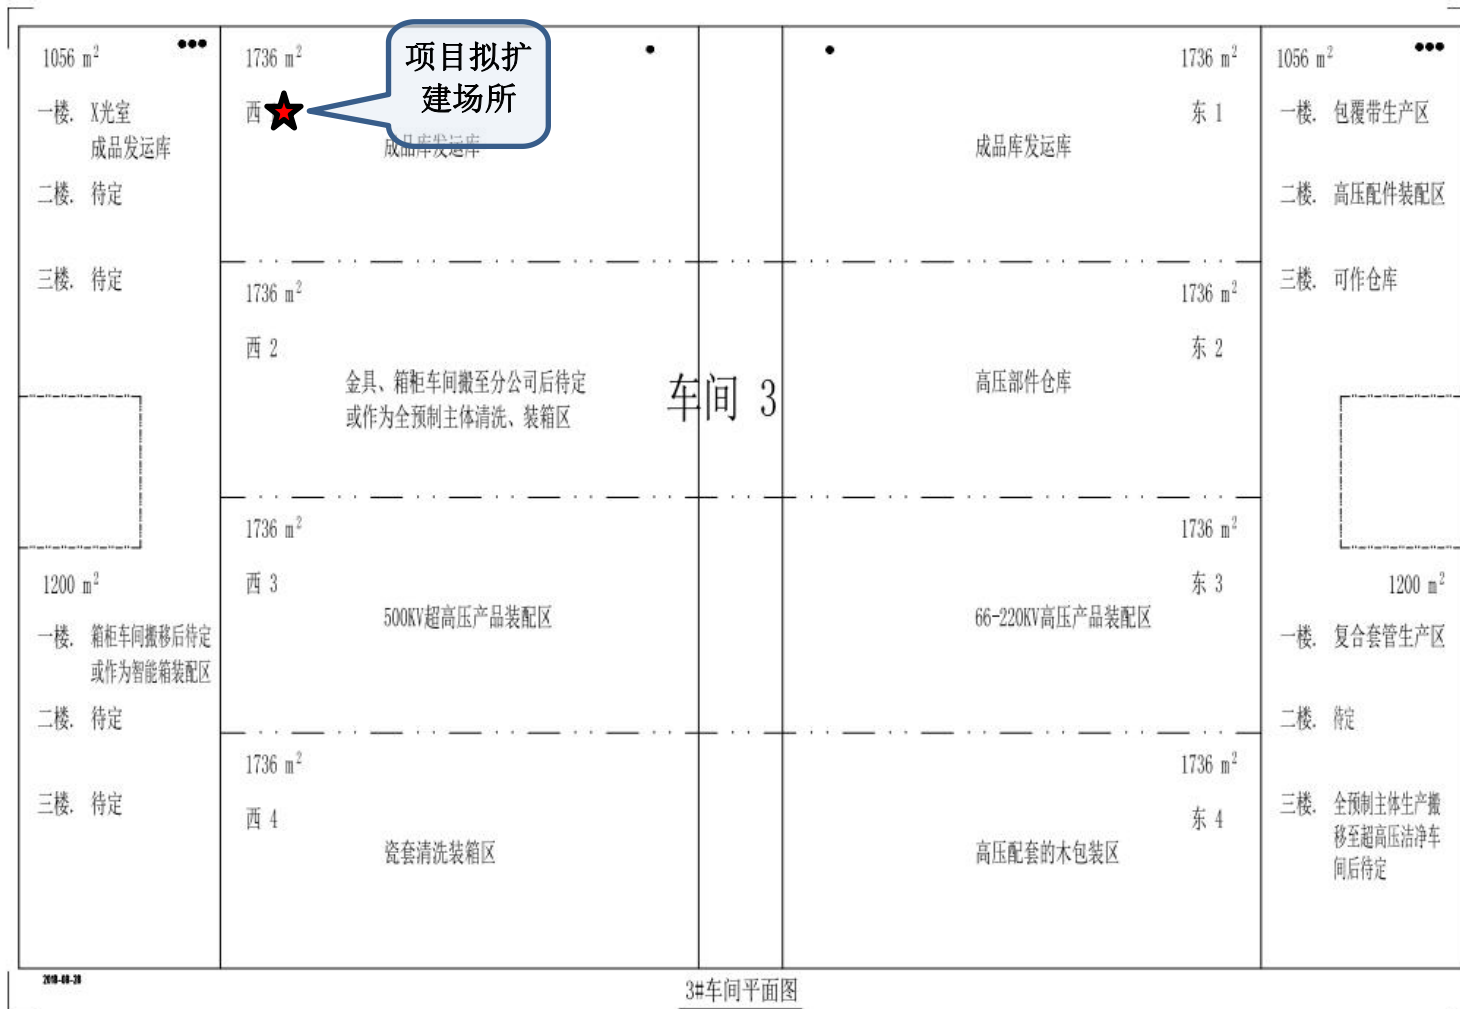 1056 m²
一楼. X光室
成品发运库
二楼. 待定
三楼. 待定
1200 m²
一楼. 箱柜车间搬移后待定
或作为智能箱装配区
二楼. 待定
三楼. 待定
1736 m²
西
项目拟扩
建场所
成品库发运库
1736 m²
西 2
金具、箱柜车间搬至分公司后待定
或作为全预制主体清洗、装箱区
1736 m²
西 3
500KV超高压产品装配区
1736 m²
西 4
瓷套清洗装箱区
车间 3
1736 m²
东 1
成品库发运库
1736 m²
东 2
高压部件仓库
1736 m²
东 3
66-220KV高压产品装配区
1736 m²
东 4
高压配套的木包装区
1056 m²
一楼. 包覆带生产区
二楼. 高压配件装配区
三楼. 可作仓库
1200 m²
一楼. 复合套管生产区
二楼. 待定
三楼. 全预制主体生产搬
移至超高压洁净车
间后待定
3#车间平面图